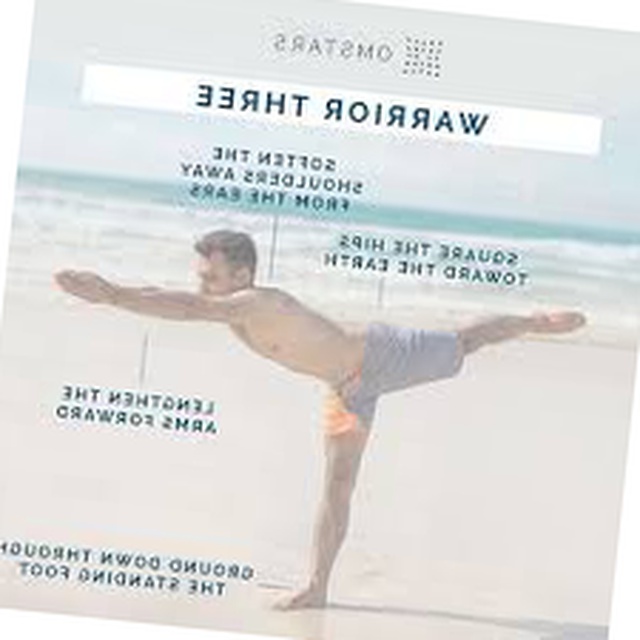 OMSTARS
WARRIOR THREE
SOFTEN THE
SHOULDERS AWAY
FROM THE EARS
SQUARE THE HIPS
TOWARD THE EARTH
LENGTHEN THE
ARMS FORWARD
GROUND DOWN THROUGH
THE STANDING FOOT